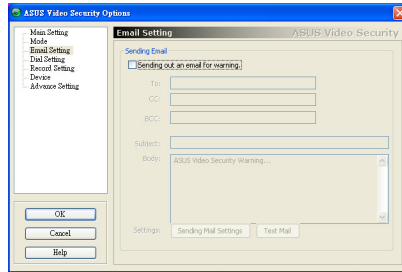 ASUS Video Security Options
Main Setting
Mode
Email Setting
Dial Setting
Record Setting
Device
Advance Setting
OK
Cancel
Help
Email Setting
ASUS Video Security
Sending Email
Sending out an email for warning.
To:
CC:
BCC:
Subject:
Body:
ASUS Video Security Warning...
Settings:
Sending Mail Settings
Test Mail